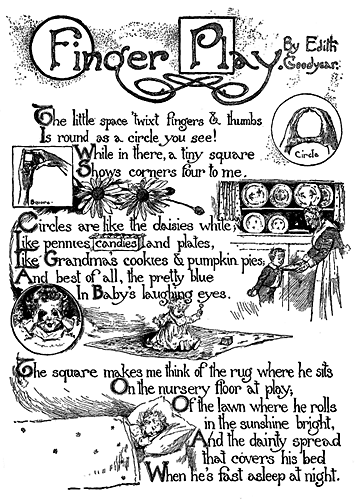 Finger Play.
By Edith
Goodyear.
The little space 'twixt fingers & thumbs
Is round as a circle you see!
While in there, a tiny square
Shows corners four to me.
Circle
Square
Circles are like the daisies while
Like pennies, candies and plates,
Like Grandma's cookies & pumpkin pies;
And best of all, the pretty blue
In Baby's laughing eyes.
The square makes me think of the rug where he sits
On the nursery floor at play;
Of the lawn where he rolls
in the sunshine bright,
And the dainty spread
that covers his bed
When he's fast asleep at night.